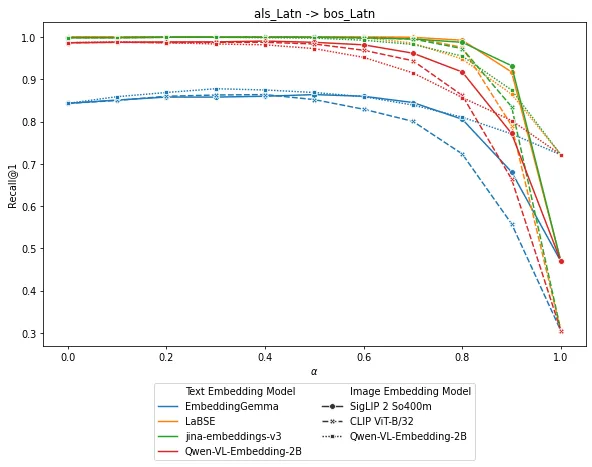 als_Latn -> bos_Latn
1.0
0.9
0.8
0.7
0.6
0.5
0.4
0.3
Recall@1
0.0 0.2 0.4 0.6 0.8 1.0
α
Text Embedding Model
EmbeddingGemma
LaBSE
jina-embeddings-v3
Qwen-VL-Embedding-2B
Image Embedding Model
SigLIP 2 So400m
CLIP ViT-B/32
Qwen-VL-Embedding-2B